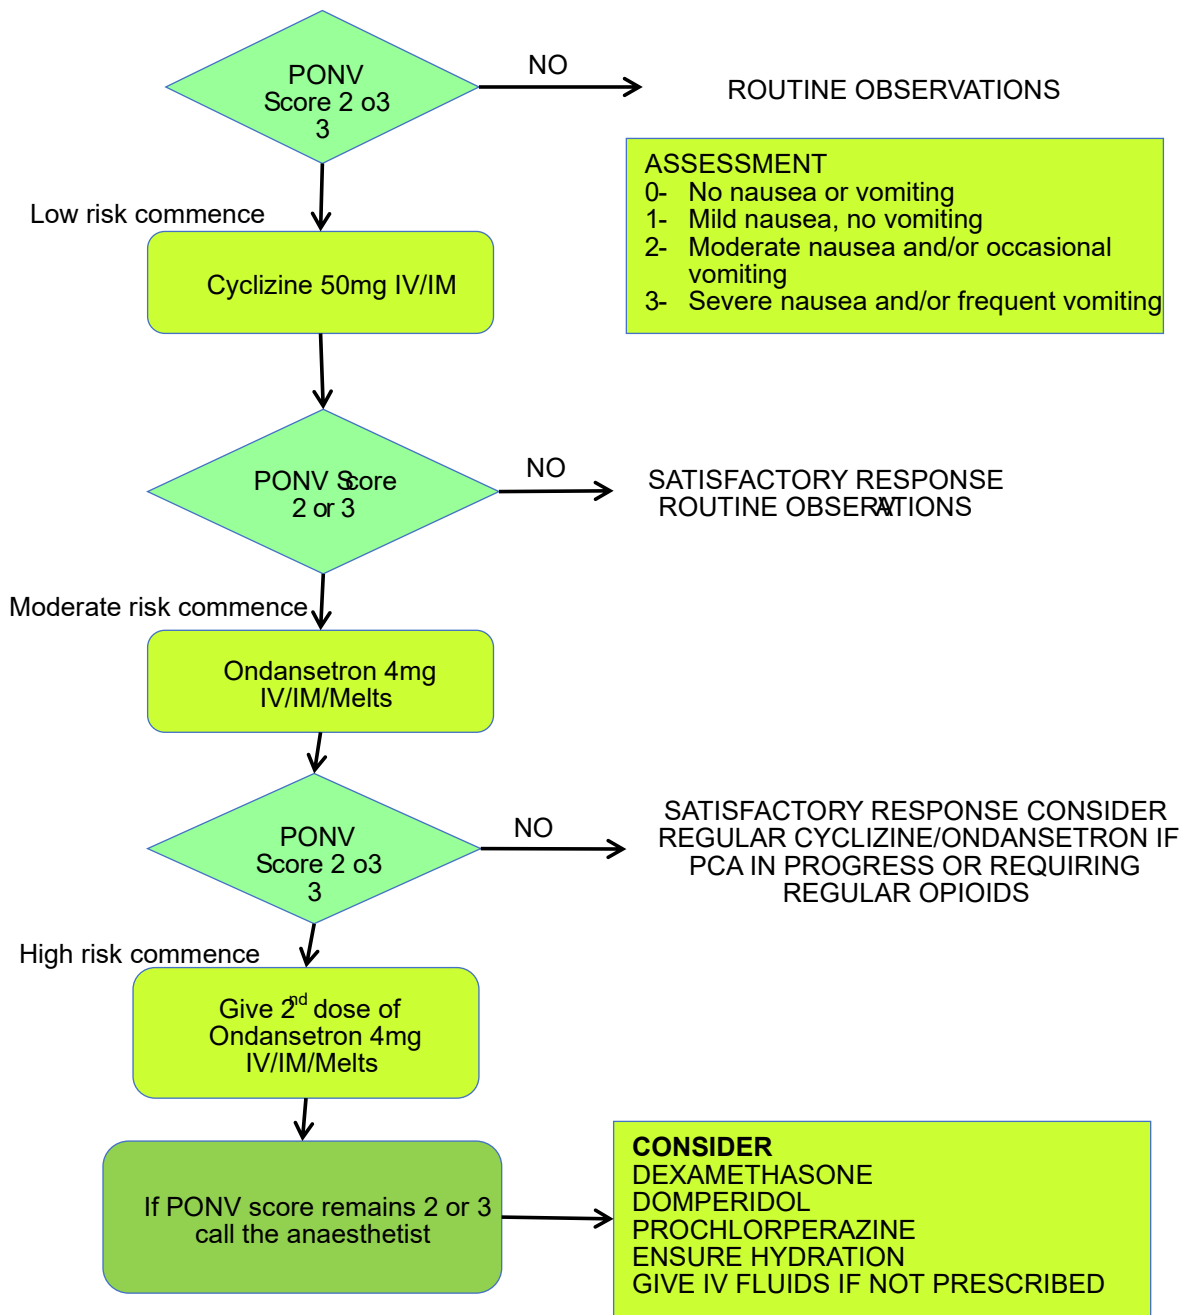 PONV
Score 2 o3
3
NO
ROUTINE OBSERVATIONS
ASSESSMENT
0- No nausea or vomiting
1- Mild nausea, no vomiting
2- Moderate nausea and/or occasional
vomiting
3- Severe nausea and/or frequent vomiting
Low risk commence
Cyclizine 50mg IV/IM
PONV Score
2 or 3
NO
SATISFACTORY RESPONSE
ROUTINE OBSERVATIONS
Moderate risk commence
Ondansetron 4mg
IV/IM/Melts
PONV
Score 2 o3
3
NO
SATISFACTORY RESPONSE CONSIDER
REGULAR CYCLIZINE/ONDANSETRON IF
PCA IN PROGRESS OR REQUIRING
REGULAR OPIOIDS
High risk commence
Give 2nd dose of
Ondansetron 4mg
IV/IM/Melts
If PONV score remains 2 or 3
call the anaesthetist
CONSIDER
DEXAMETHASONE
DOMPERIDOL
PROCHLORPERAZINE
ENSURE HYDRATION
GIVE IV FLUIDS IF NOT PRESCRIBED